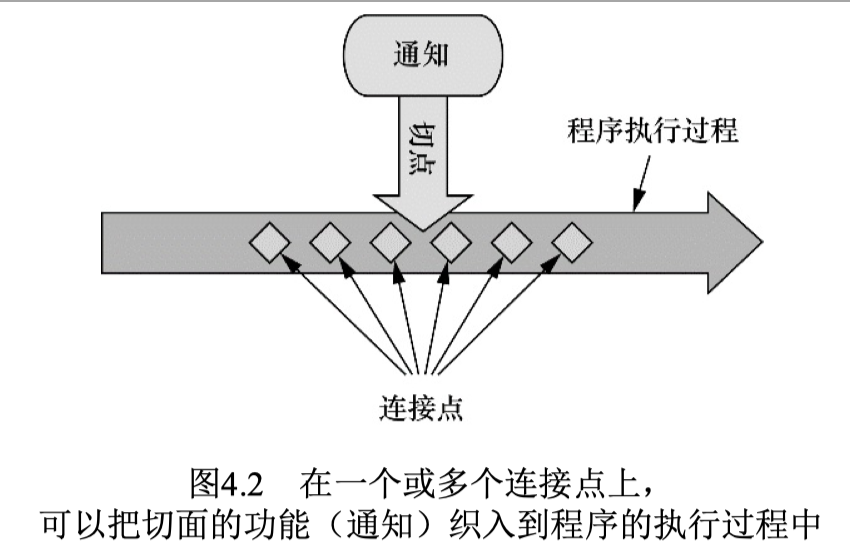 通知
切点
程序执行过程
连接点
图4.2 在一个或多个连接点上，
可以把切面的功能（通知）织入到程序的执行过程中